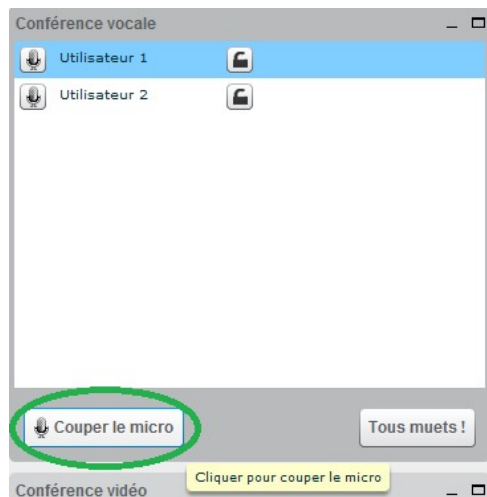 Conférence vocale
Utilisateur 1
Utilisateur 2
Couper le micro
Tous muets !
Cliquer pour couper le micro
Conférence vidéo